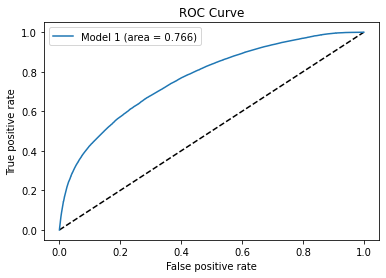 ROC Curve
Model 1 (area = 0.766)
True positive rate
1.0
0.8
0.6
0.4
0.2
0.0
0.0 0.2 0.4 0.6 0.8 1.0
False positive rate